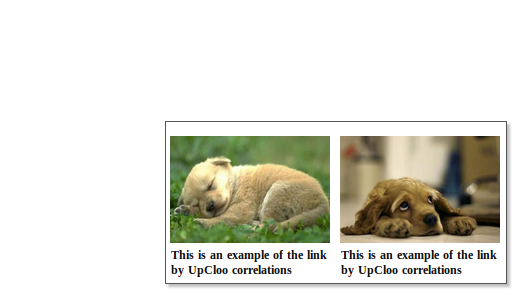 This is an example of the link
by UpCloo correlations
This is an example of the link
by UpCloo correlations